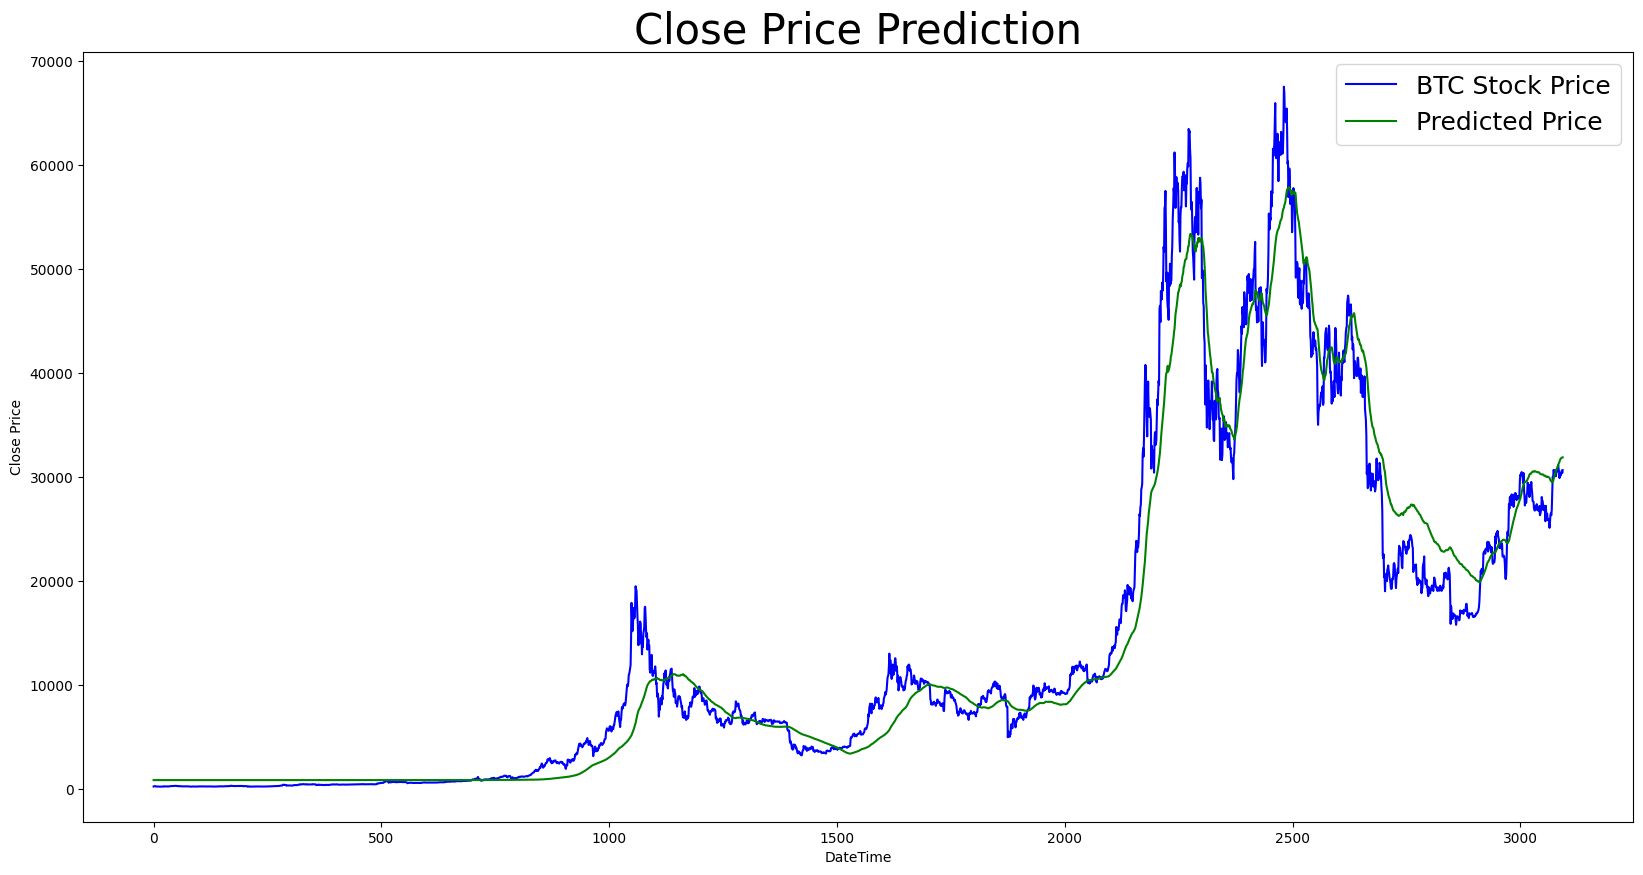 Close Price Prediction
BTC Stock Price
Predicted Price
70000
60000
50000
40000
30000
20000
10000
0
Close Price
0 500 1000 1500 2000 2500 3000
DateTime